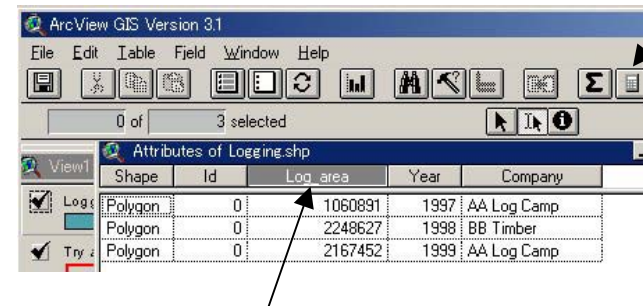 ArcView GIS Version 3.1
File Edit Table Field Window Help
Σ
0 of 3 selected
View1
Attributes of Logging.shp
Shape Id Log_area Year Company
Polygon 0 1060891 1997 AA Log Camp
Polygon 0 2248627 1998 BB Timber
Polygon 0 2167452 1999 AA Log Camp